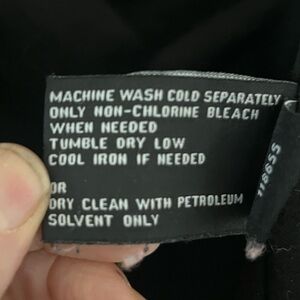 MACHINE WASH COLD SEPARATELY
ONLY NON-CHLORINE BLEACH
WHEN NEEDED
TUMBLE DRY LOW
COOL IRON IF NEEDED
OR
DRY CLEAN WITH PETROLEUM
SOLVENT ONLY
118655